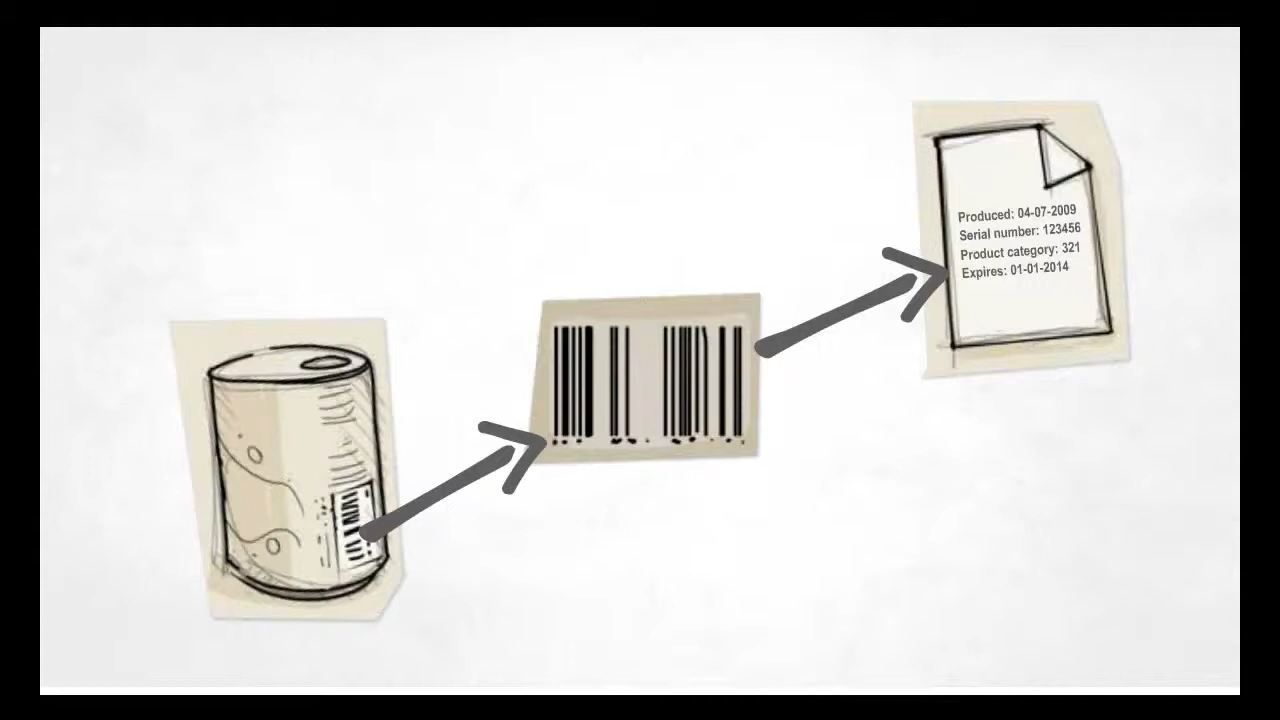 Produced: 04-07-2009
Serial number: 123456
Product category: 321
Expires: 01-01-2014